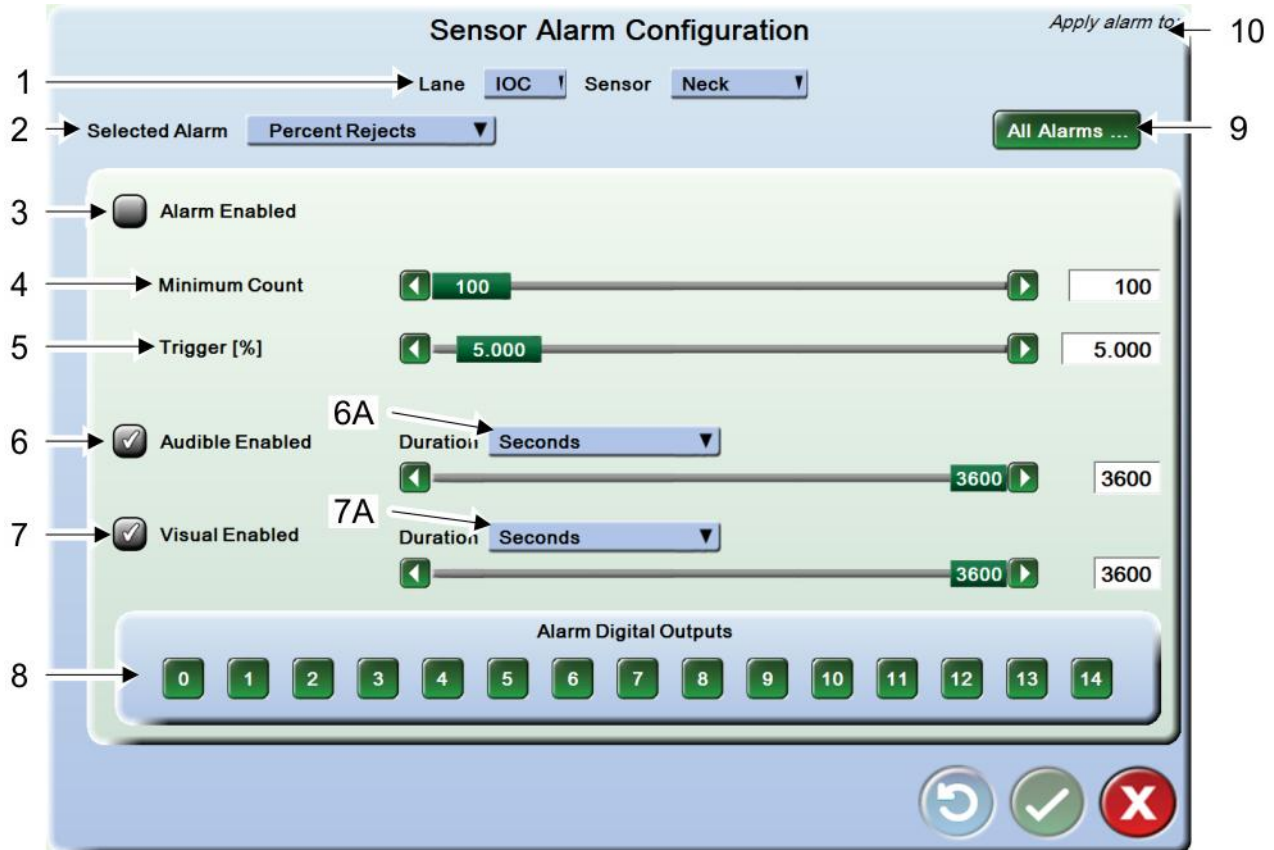 Sensor Alarm Configuration
Apply alarm to:
10
1
Lane IOC Sensor Neck
2
Selected Alarm Percent Rejects
All Alarms ...
9
3
Alarm Enabled
4
Minimum Count 100 100
5
Trigger [%] 5.000 5.000
6A
6
Audible Enabled Duration Seconds
3600 3600
7A
7
Visual Enabled Duration Seconds
3600 3600
Alarm Digital Outputs
8
0 1 2 3 4 5 6 7 8 9 10 11 12 13 14